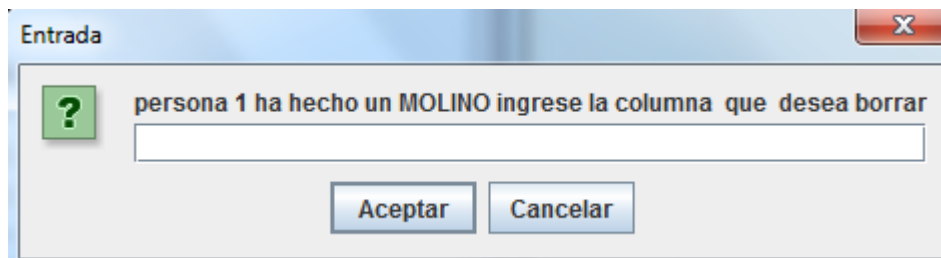 Entrada
persona 1 ha hecho un MOLINO ingrese la columna que desea borrar
Aceptar Cancelar